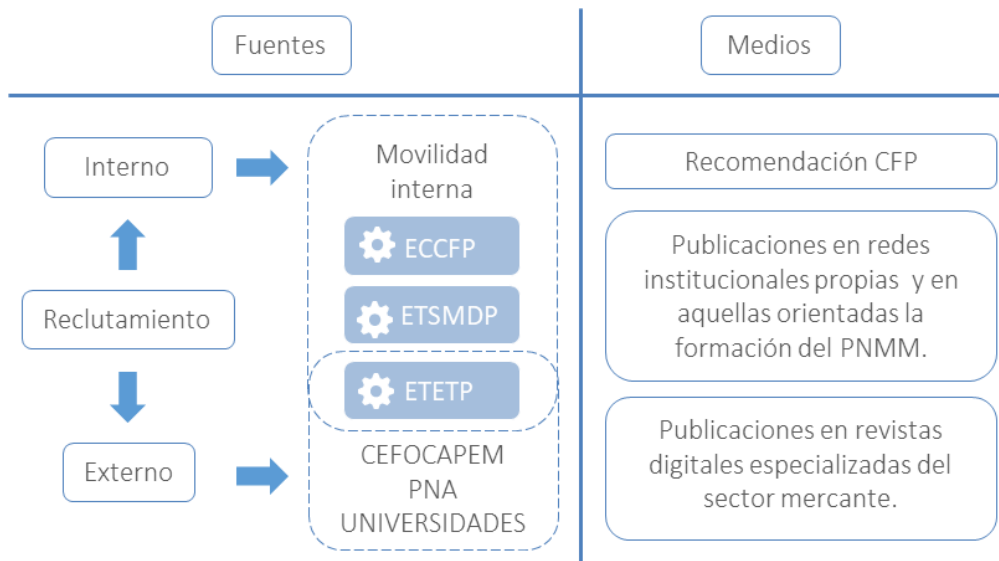 Fuentes
Medios
Interno
Reclutamiento
Externo
Movilidad
interna
ECCFP
ETSMDP
ETETP
CEFOCAPEM
PNA
UNIVERSIDADES
Recomendación CFP
Publicaciones en redes
institucionales propias y en
aquellas orientadas la
formación del PNMM.
Publicaciones en revistas
digitales especializadas del
sector mercante.